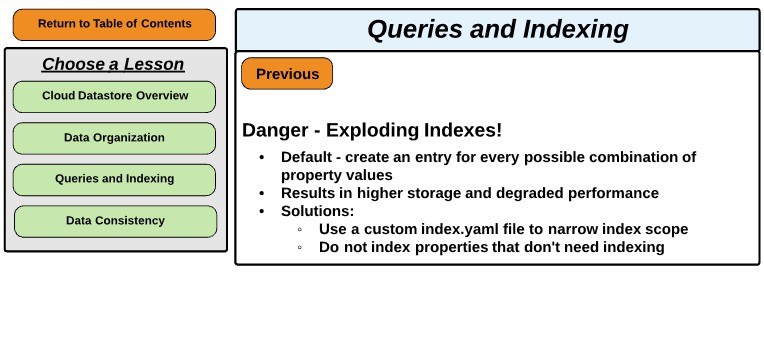 Return to Table of Contents
Choose a Lesson
Cloud Datastore Overview
Data Organization
Queries and Indexing
Data Consistency
Queries and Indexing
Previous
Danger - Exploding Indexes!
• Default - create an entry for every possible combination of
property values
• Results in higher storage and degraded performance
• Solutions:
◦ Use a custom index.yaml file to narrow index scope
◦ Do not index properties that don't need indexing